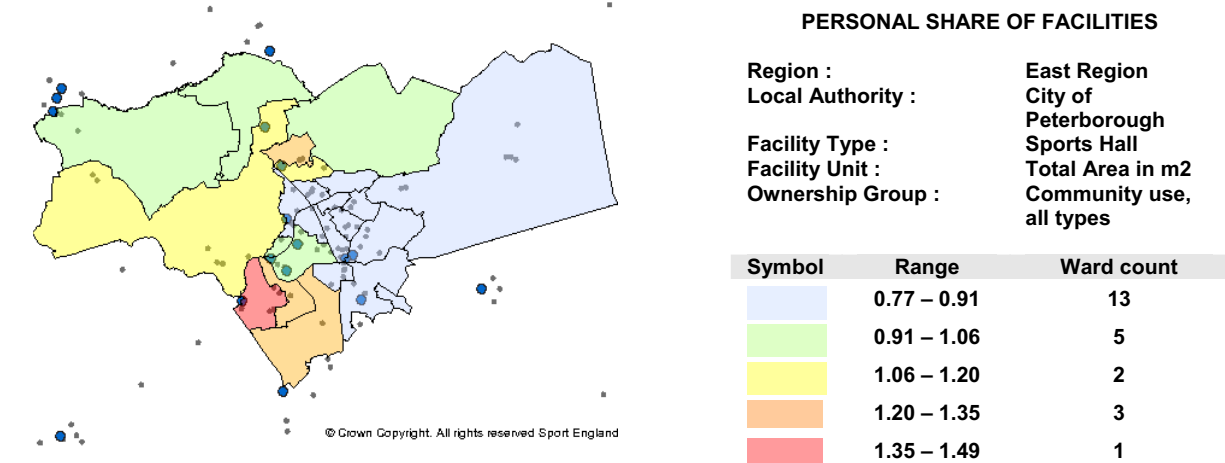 PERSONAL SHARE OF FACILITIES
Region : East Region
Local Authority : City of
Peterborough
Facility Type : Sports Hall
Facility Unit : Total Area in m2
Ownership Group : Community use,
all types
Symbol Range Ward count
0.77 – 0.91 13
0.91 – 1.06 5
1.06 – 1.20 2
1.20 – 1.35 3
1.35 – 1.49 1
© Crown Copyright. All rights reserved Sport England